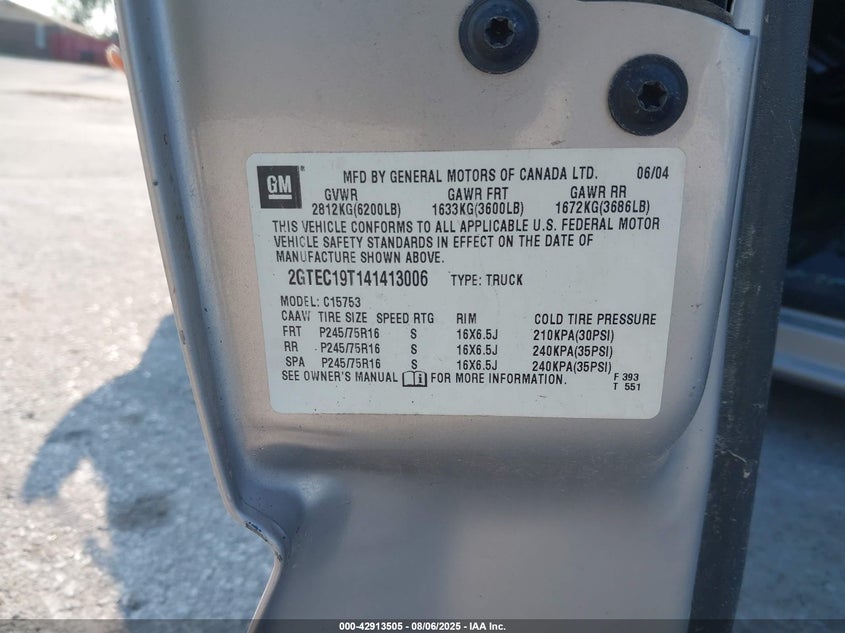 GM
MFD BY GENERAL MOTORS OF CANADA LTD. 06/04
GVWR GAWR FRT GAWR RR
2812KG(6200LB) 1633KG(3600LB) 1672KG(3686LB)
THIS VEHICLE CONFORMS TO ALL APPLICABLE U.S. FEDERAL MOTOR
VEHICLE SAFETY STANDARDS IN EFFECT ON THE DATE OF
MANUFACTURE SHOWN ABOVE.
2GTEC19T141413006 TYPE: TRUCK
MODEL: C15753
CAAW TIRE SIZE SPEED RTG RIM COLD TIRE PRESSURE
FRT P245/75R16 S 16X6.5J 210KPA(30PSI)
RR P245/75R16 S 16X6.5J 240KPA(35PSI)
SPA P245/75R16 S 16X6.5J 240KPA(35PSI)
SEE OWNER'S MANUAL FOR MORE INFORMATION. F 393
T 551
000-42913505 - 08/06/2025 - IAA Inc.